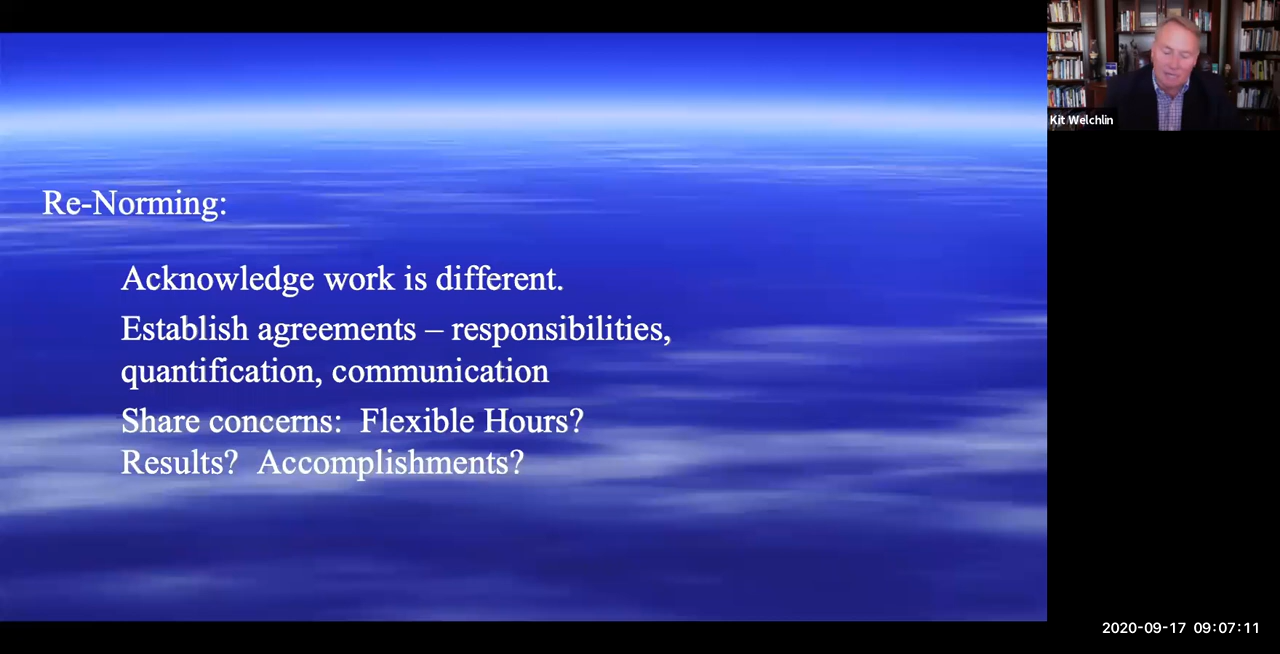 Kit Welchlin
Re-Norming:
Acknowledge work is different.
Establish agreements – responsibilities,
quantification, communication
Share concerns:  Flexible Hours?
Results?  Accomplishments?
2020-09-17 09:07:11